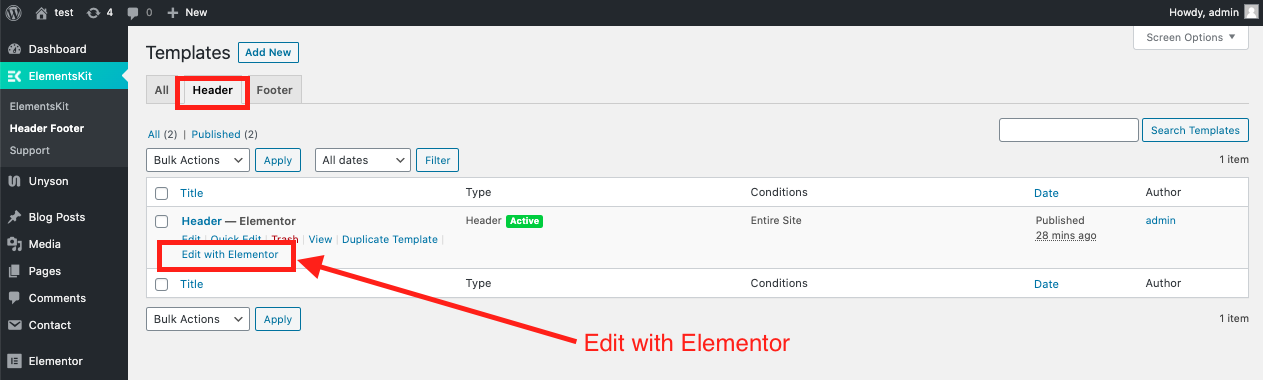 test 4 0 New Howdy, admin
Screen Options
Dashboard
ElementsKit
ElementsKit
Header Footer
Support
Unyson
Blog Posts
Media
Pages
Comments
Contact
Elementor
Templates Add New
All Header Footer
All (2) | Published (2)
Search Templates
Bulk Actions Apply All dates Filter
1 item
Title Type Conditions Date Author
Header — Elementor Header Active Entire Site Published admin
28 mins ago
Edit | Quick Edit | Trash | View | Duplicate Template |
Edit with Elementor
Title Type Conditions Date Author
Bulk Actions Apply
1 item
Edit with Elementor